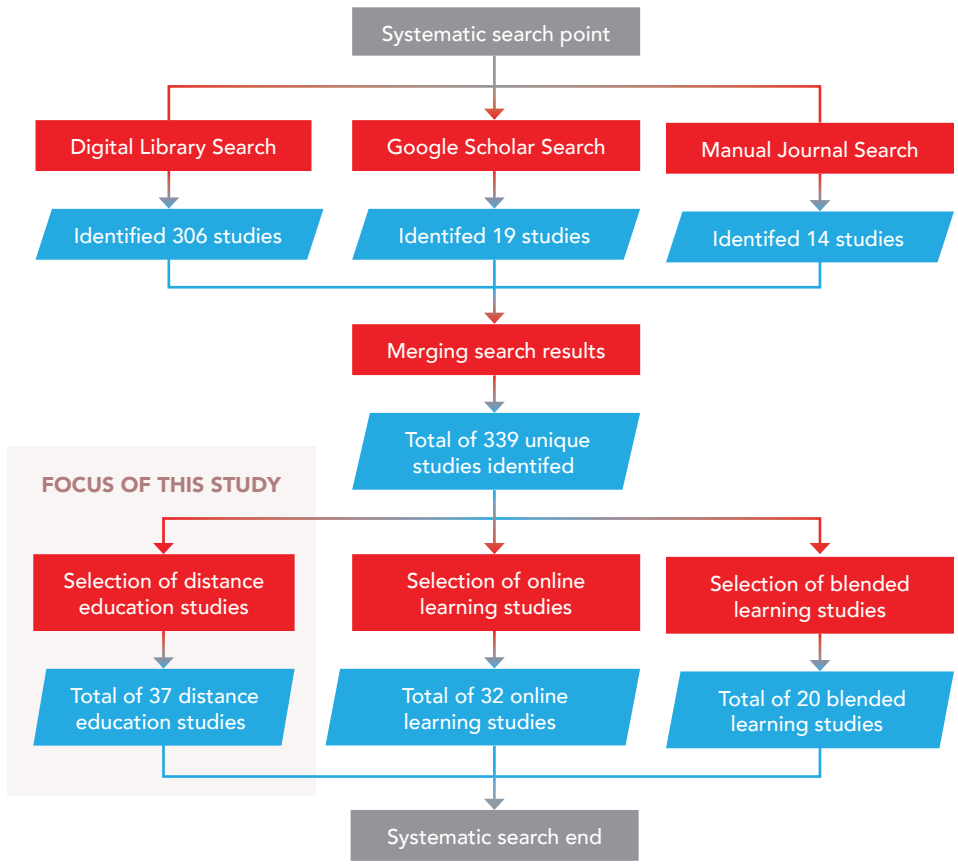 Systematic search point
Digital Library Search
Google Scholar Search
Manual Journal Search
Identified 306 studies
Identifed 19 studies
Identifed 14 studies
Merging search results
Total of 339 unique
studies identifed
FOCUS OF THIS STUDY
Selection of distance
education studies
Selection of online
learning studies
Selection of blended
learning studies
Total of 37 distance
education studies
Total of 32 online
learning studies
Total of 20 blended
learning studies
Systematic search end